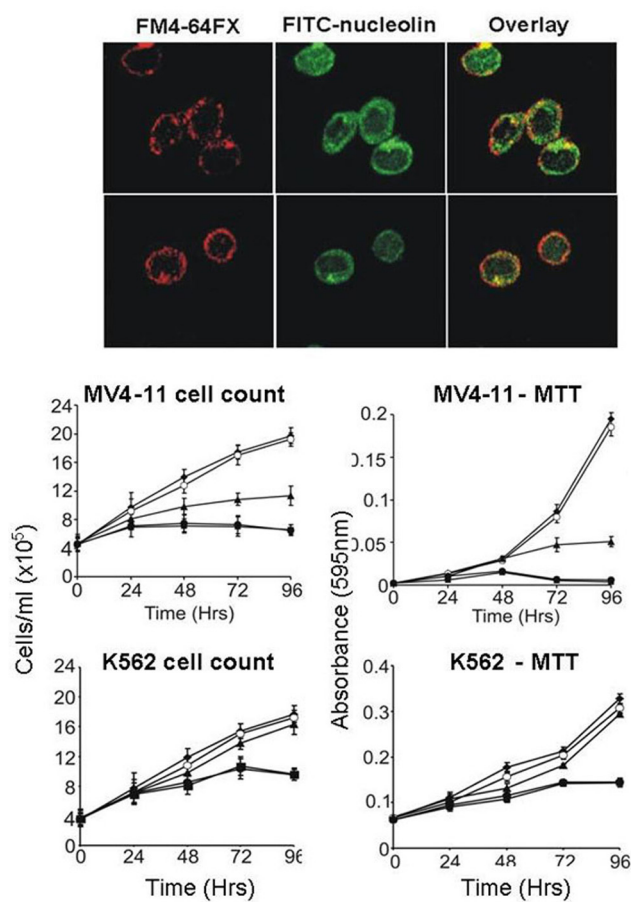 FM4-64FX FITC-nucleolin Overlay
MV4-11 cell count
24
20
16
12
8
4
0
0 24 48 72 96
Time (Hrs)
MV4-11 - MTT
0.2
0.15
0.1
0.05
0
0 24 48 72 96
Time (Hrs)
Cells/ml (x10⁵)
Absorbance (595nm)
K562 cell count
24
20
16
12
8
4
0
0 24 48 72 96
Time (Hrs)
K562 - MTT
0.4
0.3
0.2
0.1
0
0 24 48 72 96
Time (Hrs)